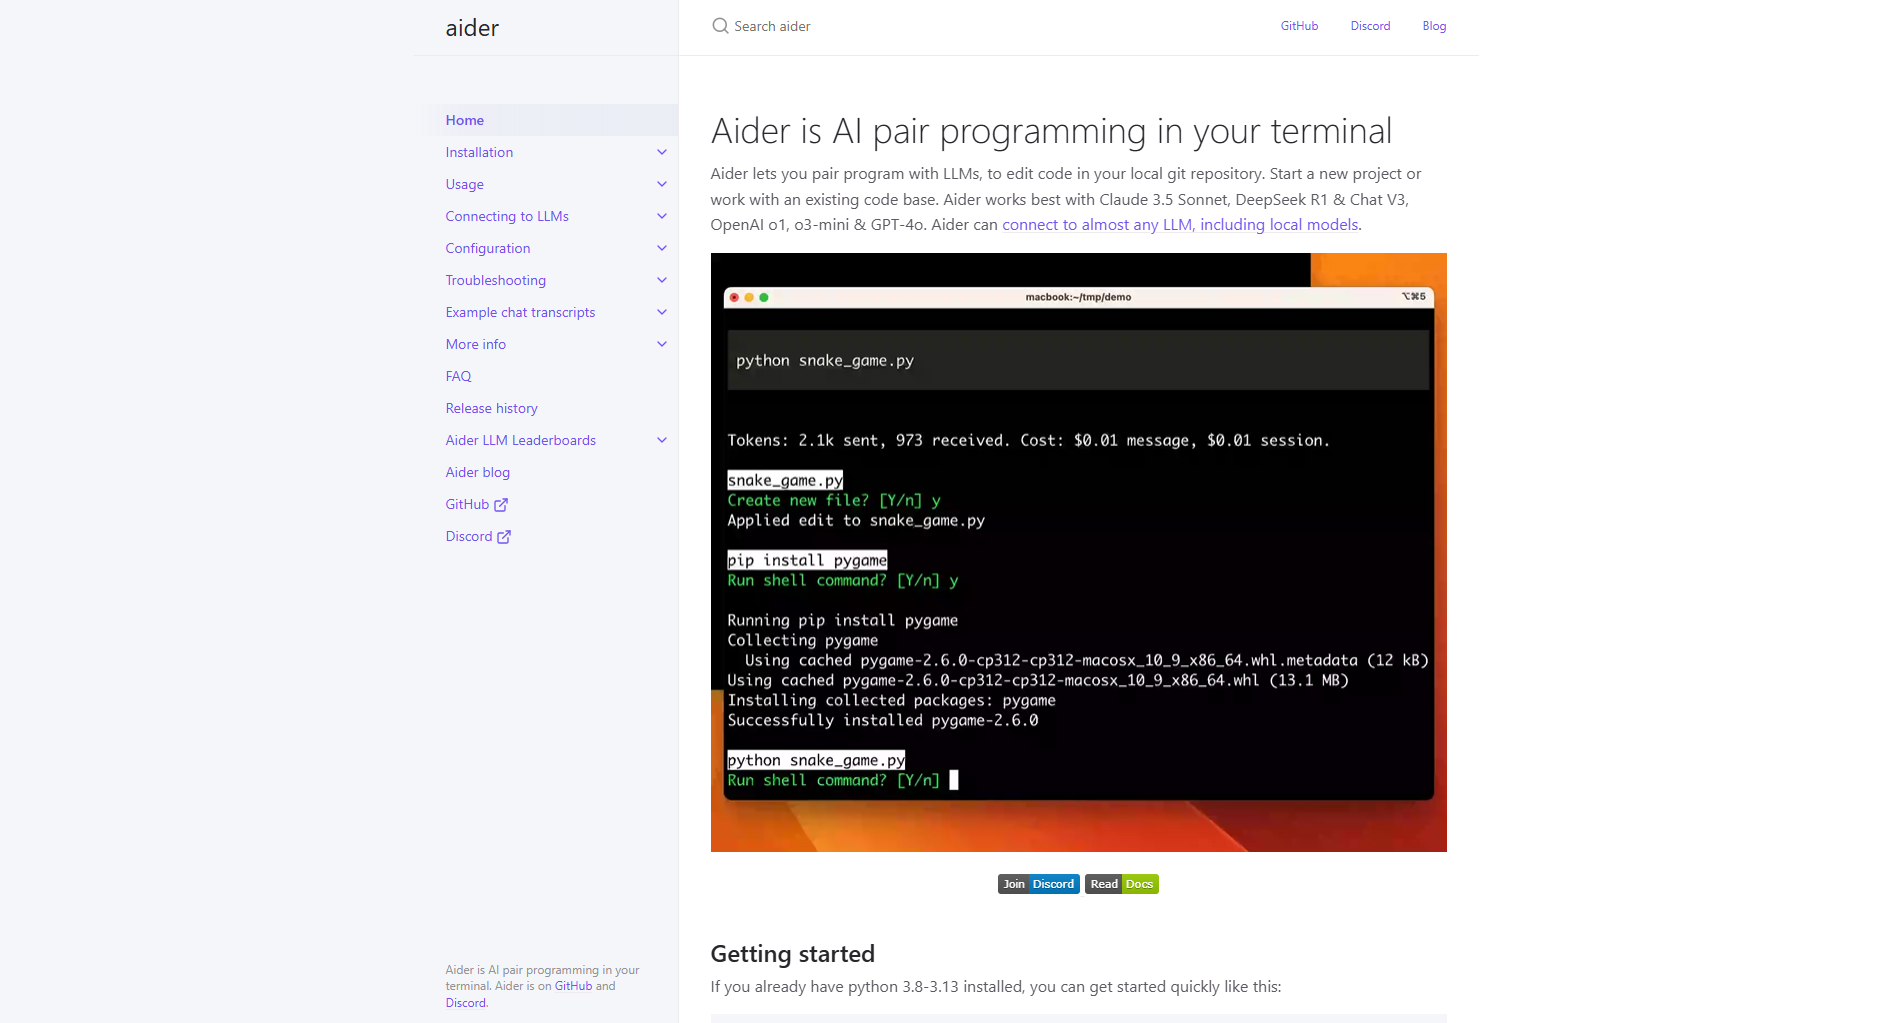 aider
Search aider
GitHub
Discord
Blog
Home
Installation
Usage
Connecting to LLMs
Configuration
Troubleshooting
Example chat transcripts
More info
FAQ
Release history
Aider LLM Leaderboards
Aider blog
GitHub
Discord
Aider is AI pair programming in your
terminal. Aider is on GitHub and
Discord.
Aider is AI pair programming in your terminal
Aider lets you pair program with LLMs, to edit code in your local git repository. Start a new project or
work with an existing code base. Aider works best with Claude 3.5 Sonnet, DeepSeek R1 & Chat V3,
OpenAI o1, o3-mini & GPT-4o. Aider can connect to almost any LLM, including local models.
macbook:~/tmp/demo
⌥⌘5
python snake_game.py
Tokens: 2.1k sent, 973 received. Cost: $0.01 message, $0.01 session.
snake_game.py
Create new file? [Y/n] y
Applied edit to snake_game.py
pip install pygame
Run shell command? [Y/n] y
Running pip install pygame
Collecting pygame
  Using cached pygame-2.6.0-cp312-cp312-macosx_10_9_x86_64.whl.metadata (12 kB)
Using cached pygame-2.6.0-cp312-cp312-macosx_10_9_x86_64.whl (13.1 MB)
Installing collected packages: pygame
Successfully installed pygame-2.6.0
python snake_game.py
Run shell command? [Y/n]
Join Discord Read Docs
Getting started
If you already have python 3.8-3.13 installed, you can get started quickly like this: